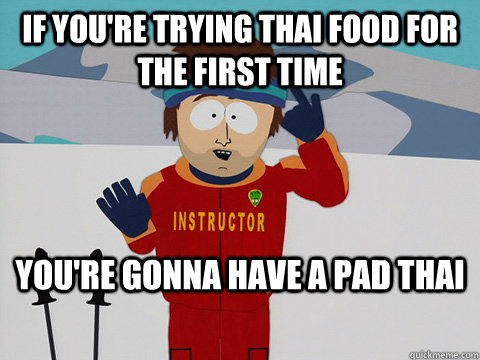 IF YOU'RE TRYING THAI FOOD FOR
THE FIRST TIME
INSTRUCTOR
YOU'RE GONNA HAVE A PAD THAI
quickmeme.com